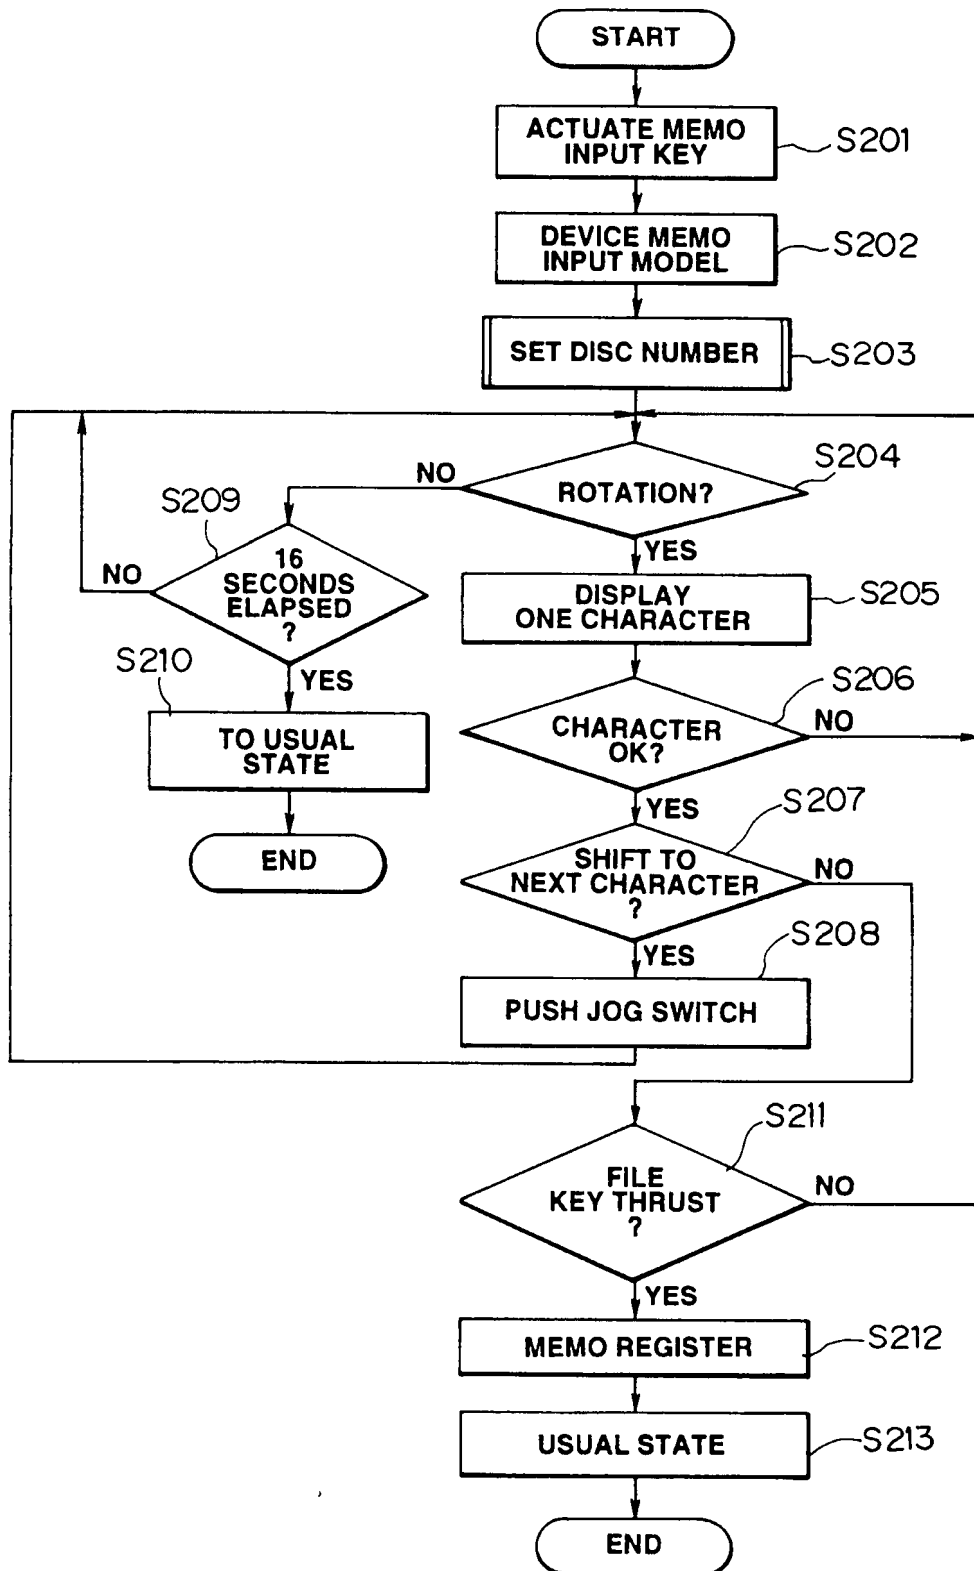 START
ACTUATE MEMO
INPUT KEY
S201
DEVICE MEMO
INPUT MODEL
S202
SET DISC NUMBER
S203
ROTATION?
S204
NO
YES
S209
16
SECONDS
ELAPSED
?
NO
YES
DISPLAY
ONE CHARACTER
S205
S210
TO USUAL
STATE
END
CHARACTER
OK?
S206
NO
YES
SHIFT TO
NEXT CHARACTER
?
S207
NO
YES
PUSH JOG SWITCH
S208
FILE
KEY THRUST
?
S211
NO
YES
MEMO REGISTER
S212
USUAL STATE
S213
END